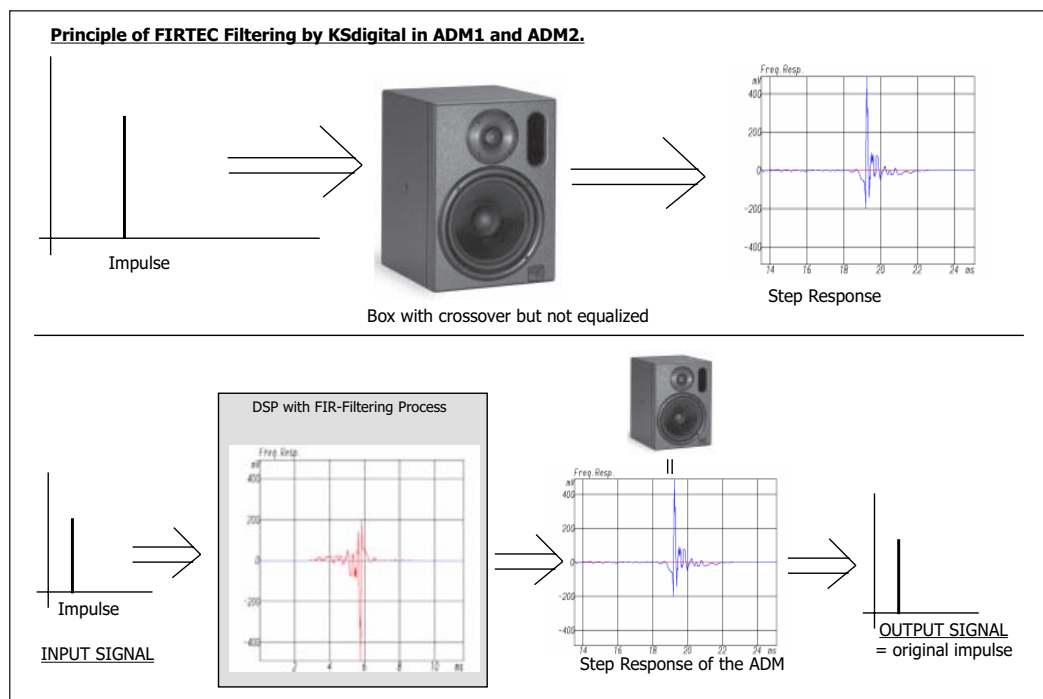 Principle of FIRTEC Filtering by KSdigital in ADM1 and ADM2.
Freq.Resp.
mV
400
200
0
-200
-400
14 16 18 20 22 24 ms
Impulse
Step Response
Box with crossover but not equalized
DSP with FIR-Filtering Process
Freq.Resp.
mV
400
200
0
-200
-400
2 4 6 8 10 ms
Freq.Resp.
mV
400
200
0
-200
-400
14 16 18 20 22 24 ms
Impulse
INPUT SIGNAL
Step Response of the ADM
OUTPUT SIGNAL
= original impulse